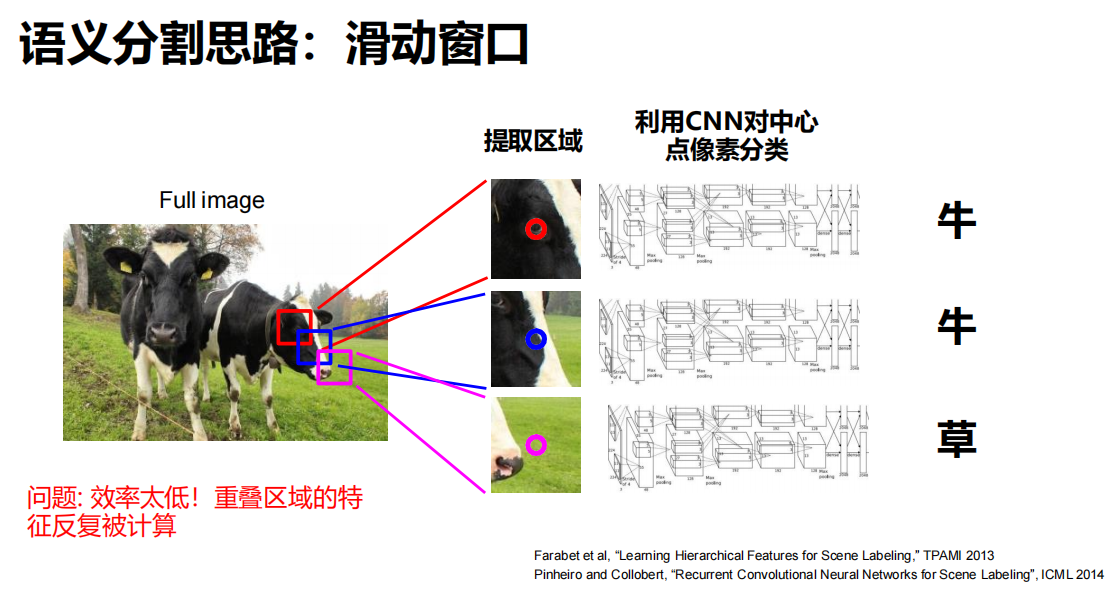 语义分割思路：滑动窗口
提取区域
利用CNN对中心
点像素分类
Full image
牛
牛
草
问题: 效率太低！重叠区域的特
征反复被计算
Farabet et al, “Learning Hierarchical Features for Scene Labeling,” TPAMI 2013
Pinheiro and Collobert, “Recurrent Convolutional Neural Networks for Scene Labeling”, ICML 2014